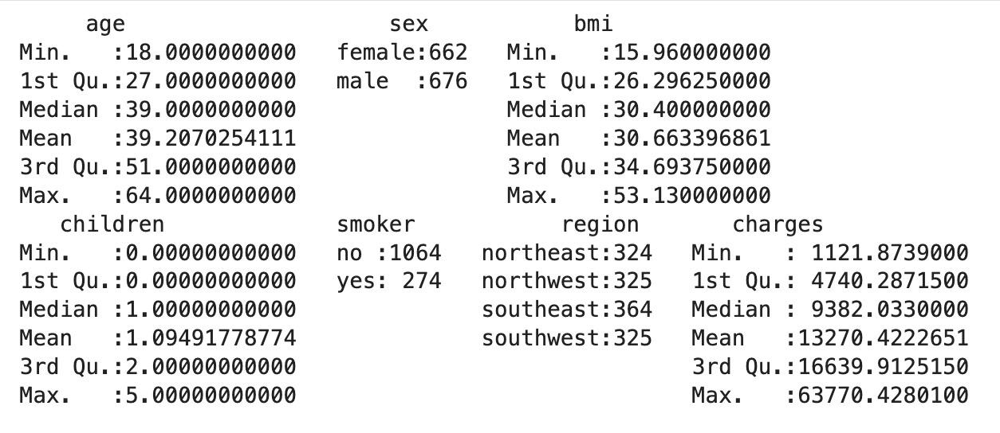 age                    sex           bmi
Min.   :18.0000000000   female:662   Min.   :15.960000000
1st Qu.:27.0000000000   male  :676   1st Qu.:26.296250000
Median :39.0000000000                Median :30.400000000
Mean   :39.2070254111                Mean   :30.663396861
3rd Qu.:51.0000000000                3rd Qu.:34.693750000
Max.   :64.0000000000                Max.   :53.130000000
   children             smoker           region       charges
Min.   :0.00000000000   no :1064   northeast:324   Min.   : 1121.8739000
1st Qu.:0.00000000000   yes: 274   northwest:325   1st Qu.: 4740.2871500
Median :1.00000000000              southeast:364   Median : 9382.0330000
Mean   :1.09491778774              southwest:325   Mean   :13270.4222651
3rd Qu.:2.00000000000                              3rd Qu.:16639.9125150
Max.   :5.00000000000                              Max.   :63770.4280100